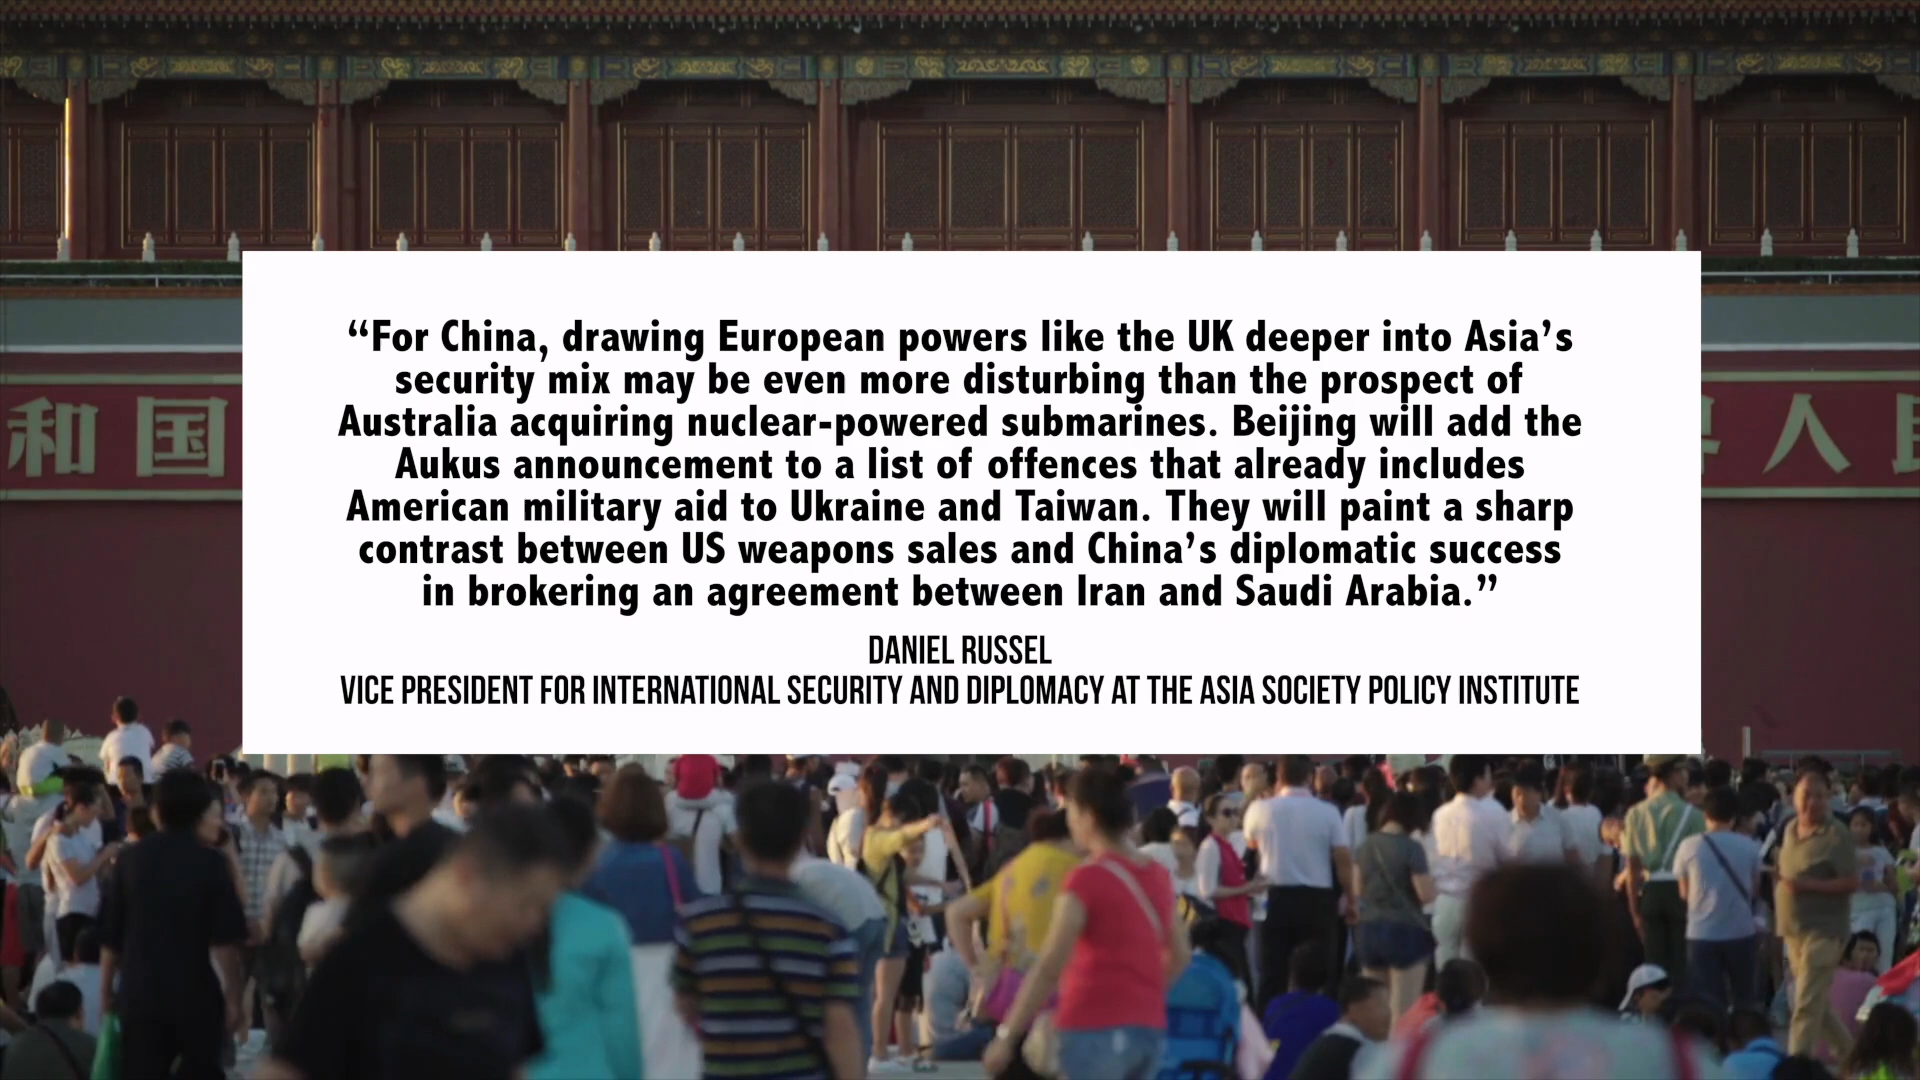 和国
界人民
“For China, drawing European powers like the UK deeper into Asia’s
security mix may be even more disturbing than the prospect of
Australia acquiring nuclear-powered submarines. Beijing will add the
Aukus announcement to a list of offences that already includes
American military aid to Ukraine and Taiwan. They will paint a sharp
contrast between US weapons sales and China’s diplomatic success
in brokering an agreement between Iran and Saudi Arabia.”
DANIEL RUSSEL
VICE PRESIDENT FOR INTERNATIONAL SECURITY AND DIPLOMACY AT THE ASIA SOCIETY POLICY INSTITUTE